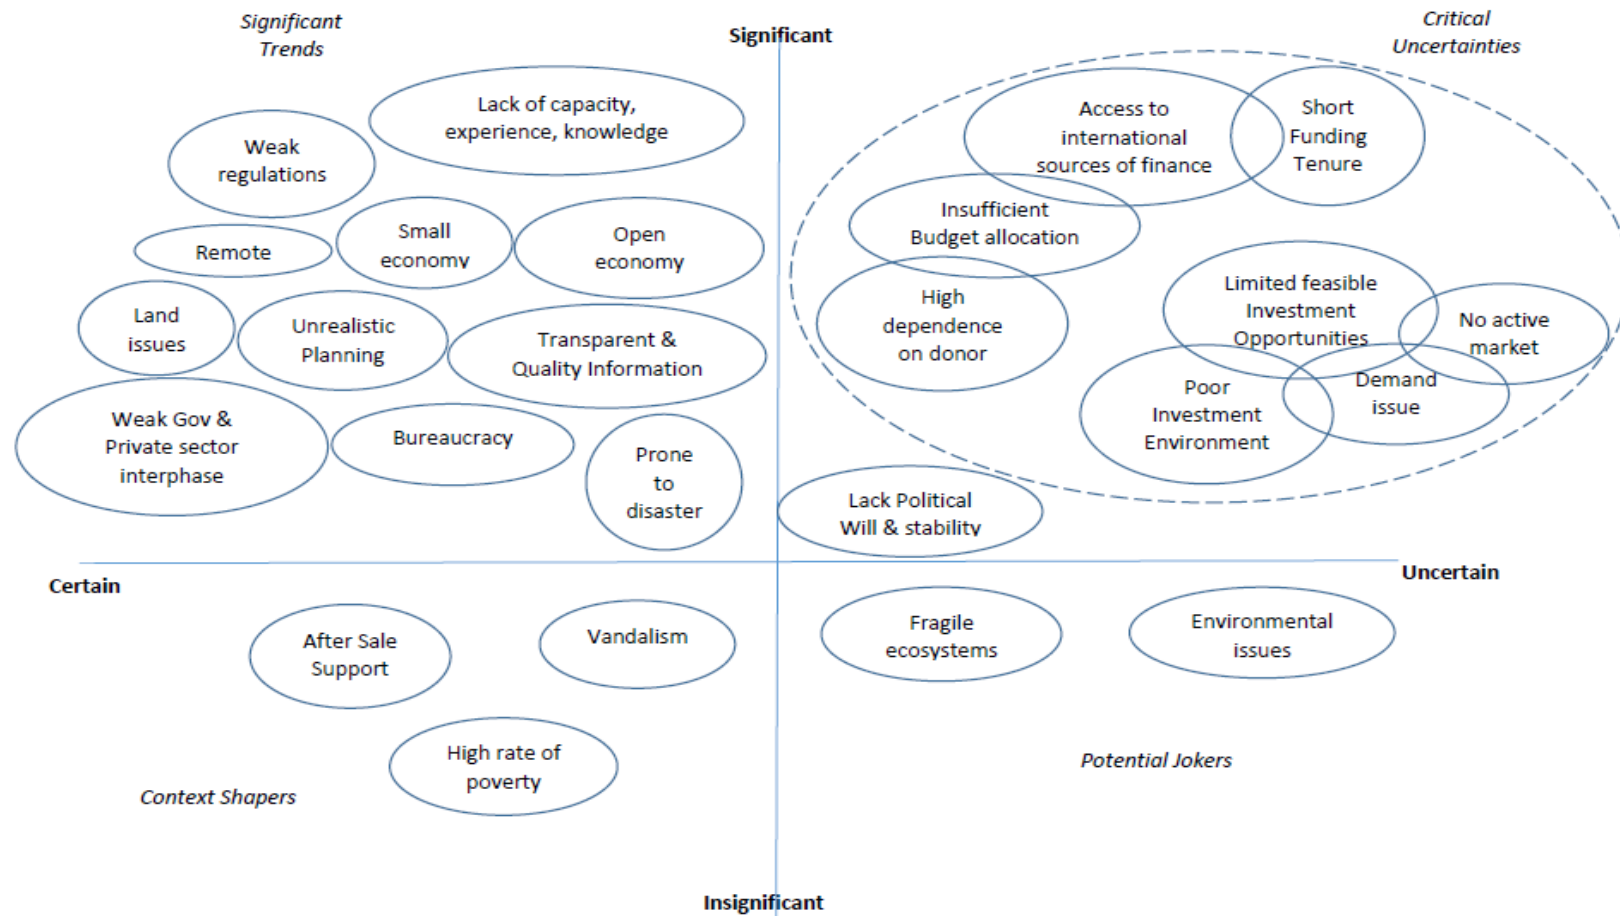 Significant
Trends
Significant
Critical
Uncertainties
Lack of capacity,
experience, knowledge
Weak
regulations
Remote
Small
economy
Open
economy
Land
issues
Unrealistic
Planning
Transparent &
Quality Information
Weak Gov &
Private sector
interphase
Bureaucracy
Prone
to
disaster
Access to
international
sources of finance
Short
Funding
Tenure
Insufficient
Budget allocation
High
dependence
on donor
Limited feasible
Investment
Opportunities
No active
market
Poor
Investment
Environment
Demand
issue
Lack Political
Will & stability
Certain
Uncertain
After Sale
Support
Vandalism
High rate of
poverty
Context Shapers
Fragile
ecosystems
Environmental
issues
Potential Jokers
Insignificant